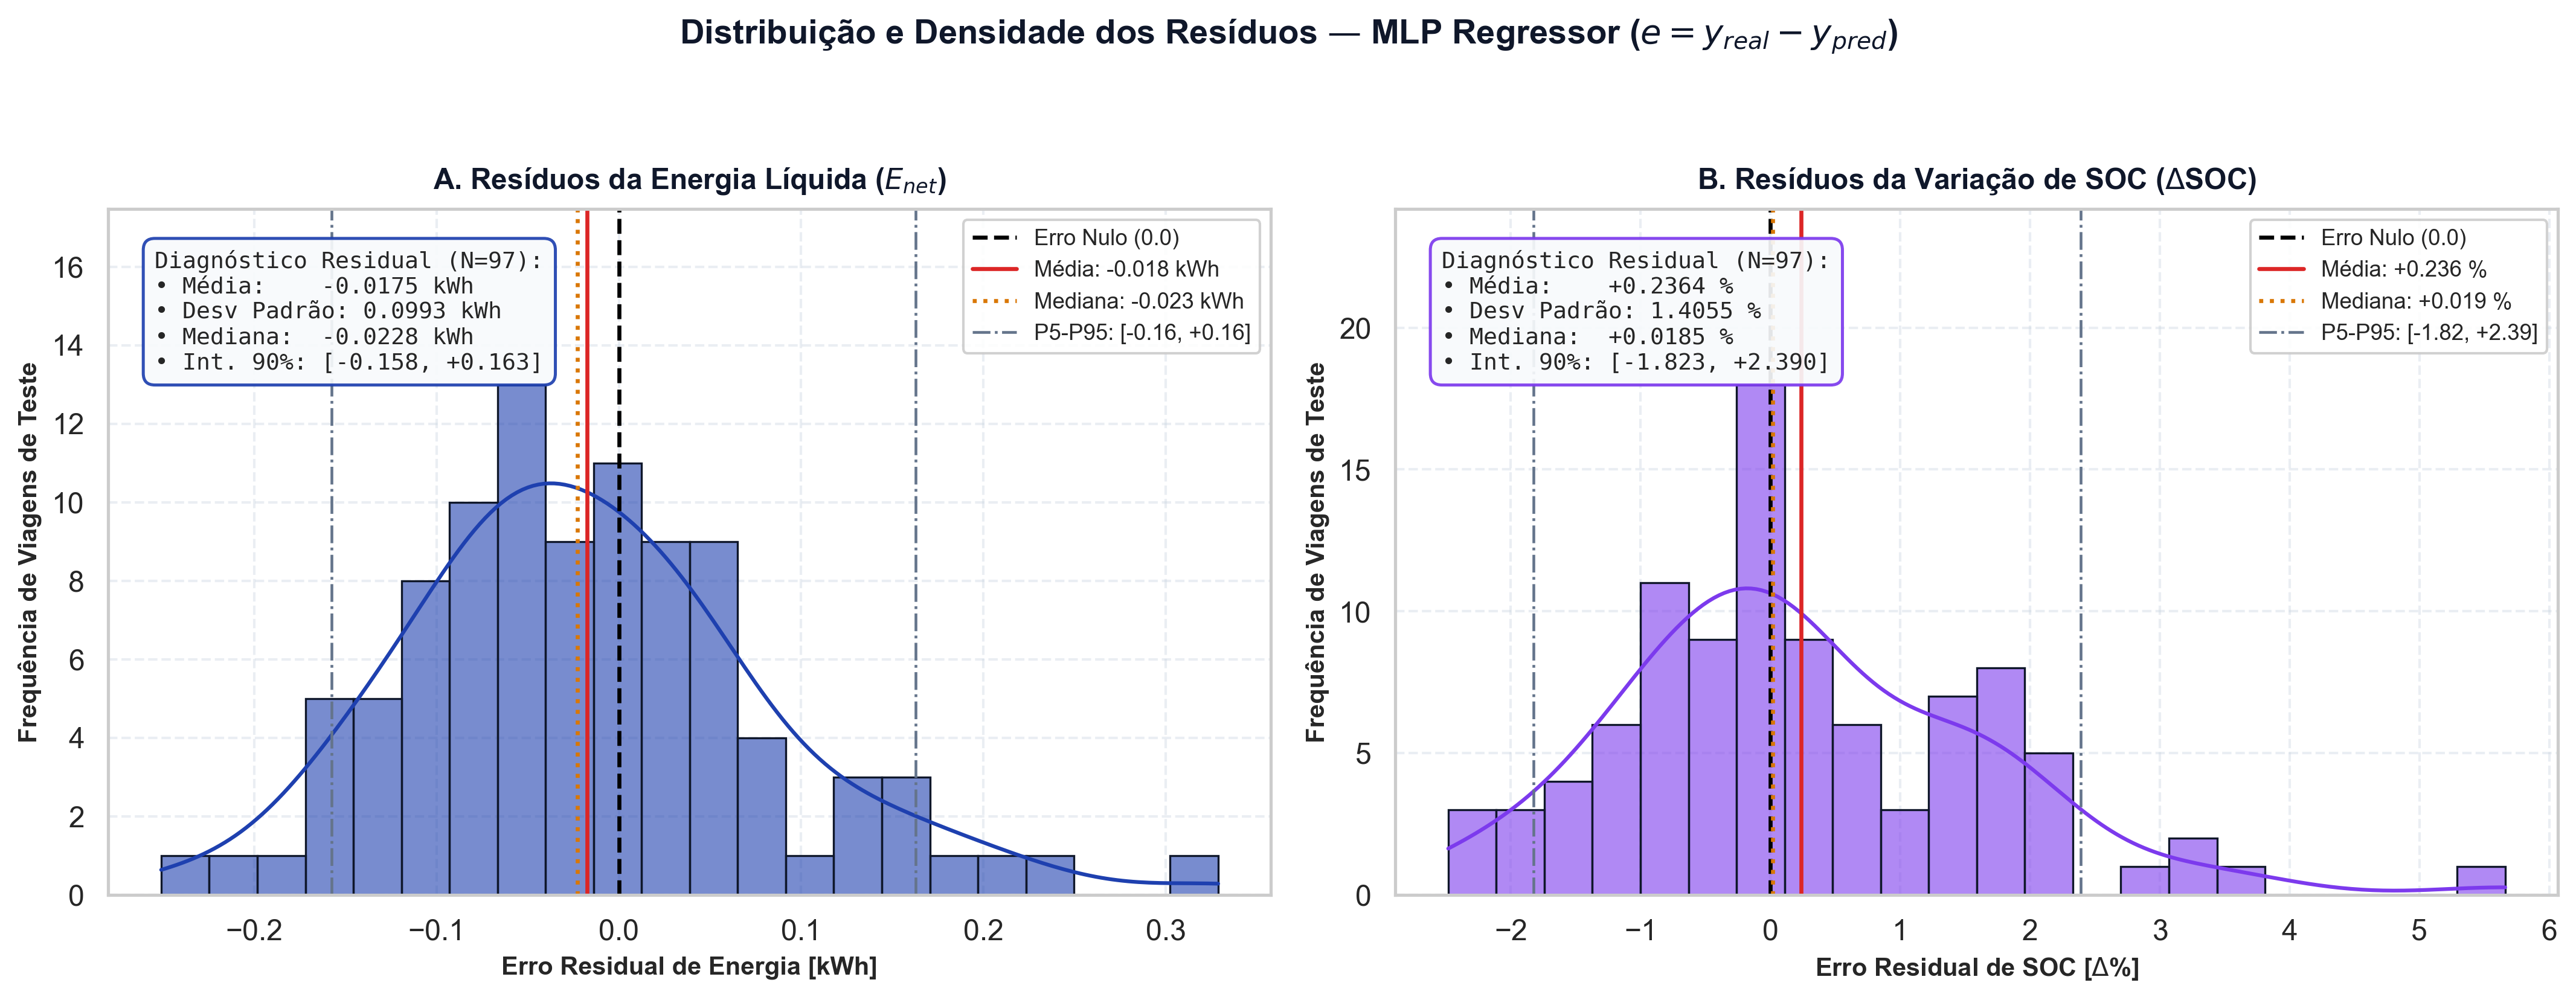 Distribuição e Densidade dos Resíduos — MLP Regressor (e = y_real − y_pred)
A. Resíduos da Energia Líquida (E_net)
Frequência de Viagens de Teste
16
14
12
10
8
6
4
2
0
Diagnóstico Residual (N=97):
• Média:    -0.0175 kWh
• Desv Padrão: 0.0993 kWh
• Mediana:  -0.0228 kWh
• Int. 90%: [-0.158, +0.163]
Erro Nulo (0.0)
Média: -0.018 kWh
Mediana: -0.023 kWh
P5-P95: [-0.16, +0.16]
−0.2 −0.1 0.0 0.1 0.2 0.3
Erro Residual de Energia [kWh]
B. Resíduos da Variação de SOC (ΔSOC)
Frequência de Viagens de Teste
20
15
10
5
0
Diagnóstico Residual (N=97):
• Média:    +0.2364 %
• Desv Padrão: 1.4055 %
• Mediana:  +0.0185 %
• Int. 90%: [-1.823, +2.390]
Erro Nulo (0.0)
Média: +0.236 %
Mediana: +0.019 %
P5-P95: [-1.82, +2.39]
−2 −1 0 1 2 3 4 5 6
Erro Residual de SOC [Δ%]